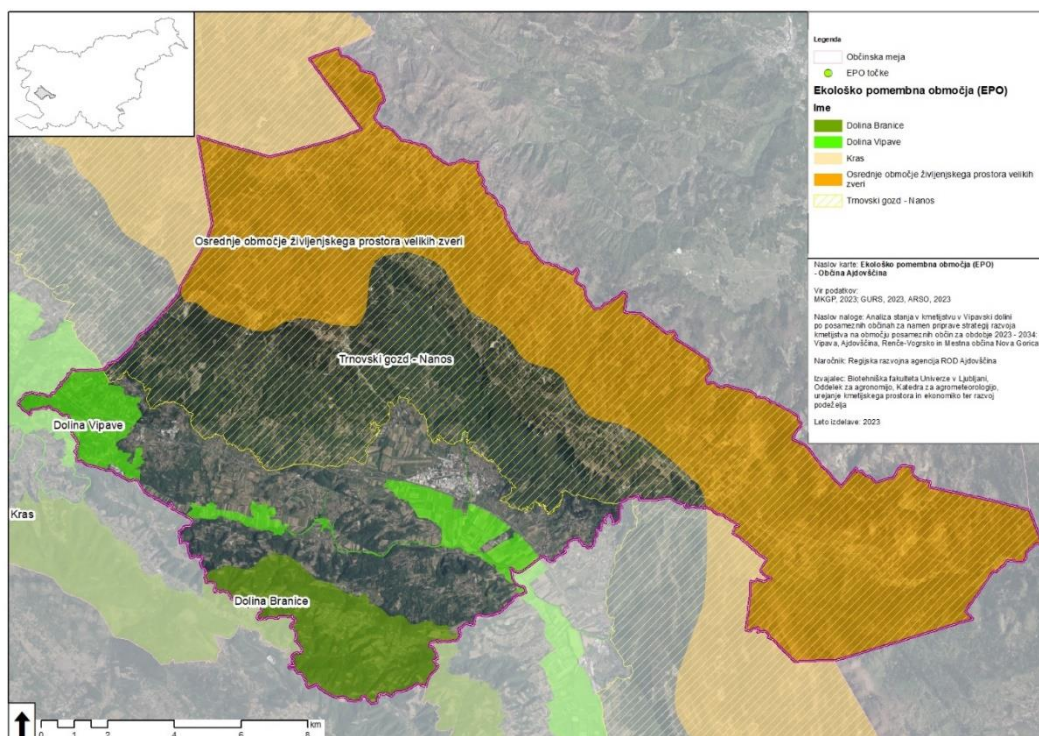 Legenda
Občinska meja
EPO točke
Ekološko pomembna območja (EPO)
Ime
Dolina Branice
Dolina Vipave
Kras
Osrednje območje življenjskega prostora velikih
zveri
Trnovski gozd - Nanos
Naslov karte: Ekološko pomembna območja (EPO)
- Občina Ajdovščina
Vir podatkov:
MKGP, 2023; GURS, 2023, ARSO, 2023
Naslov naloge: Analiza stanja v kmetijstvu v Vipavski dolini
po posameznih občinah za namen priprave strategij razvoja
kmetijstva na območju posameznih občin za obdobje 2023 - 2034:
Vipava, Ajdovščina, Renče-Vogrsko in Mestna občina Nova Gorica
Naročnik: Regijska razvojna agencija ROD Ajdovščina
Izvajalec: Biotehniška fakulteta Univerze v Ljubljani,
Oddelek za agronomijo, Katedra za agrometeorologijo,
urejanje kmetijskega prostora in ekonomiko ter razvoj
podeželja
Leto izdelave: 2023
Osrednje območje življenjskega prostora velikih zveri
Trnovski gozd - Nanos
Dolina Vipave
Kras
Dolina Branice
0 1 2 4 6 8
km